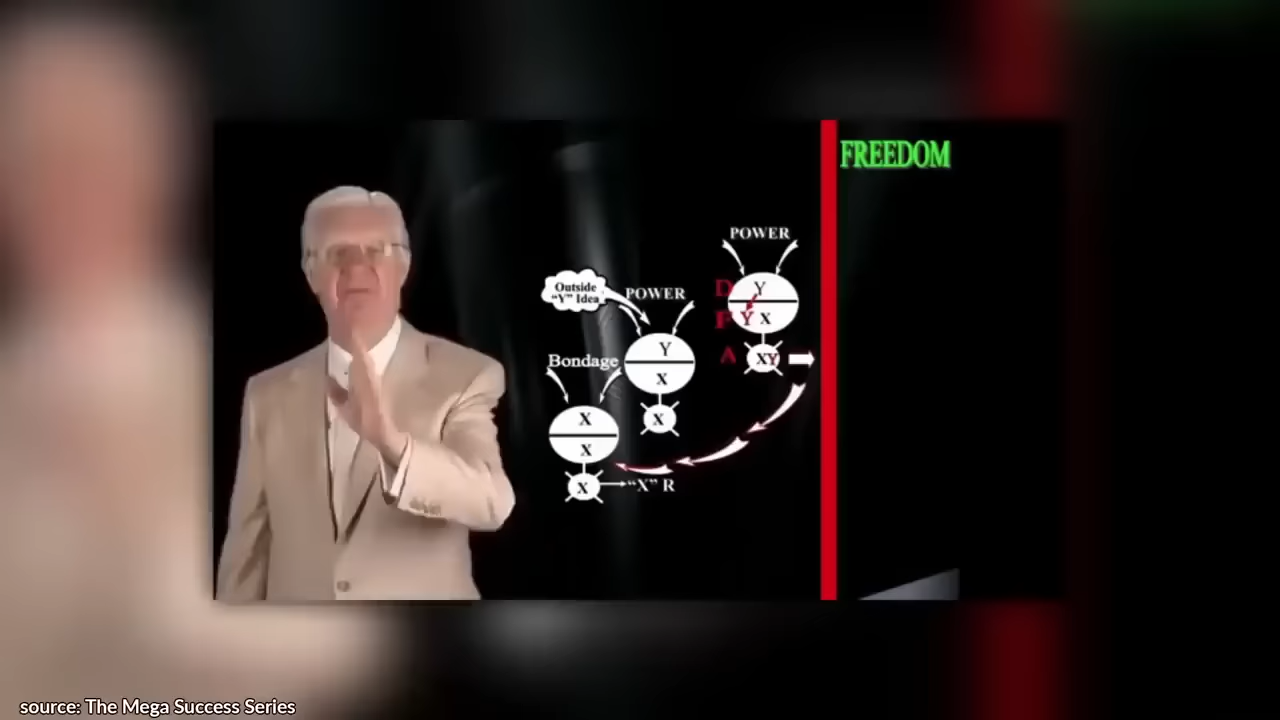 FREEDOM
POWER
D
Y
F
Y X
A
XY
Outside
"Y" Idea
POWER
Y
X
X
Bondage
X
X
X
"X" R
source: The Mega Success Series